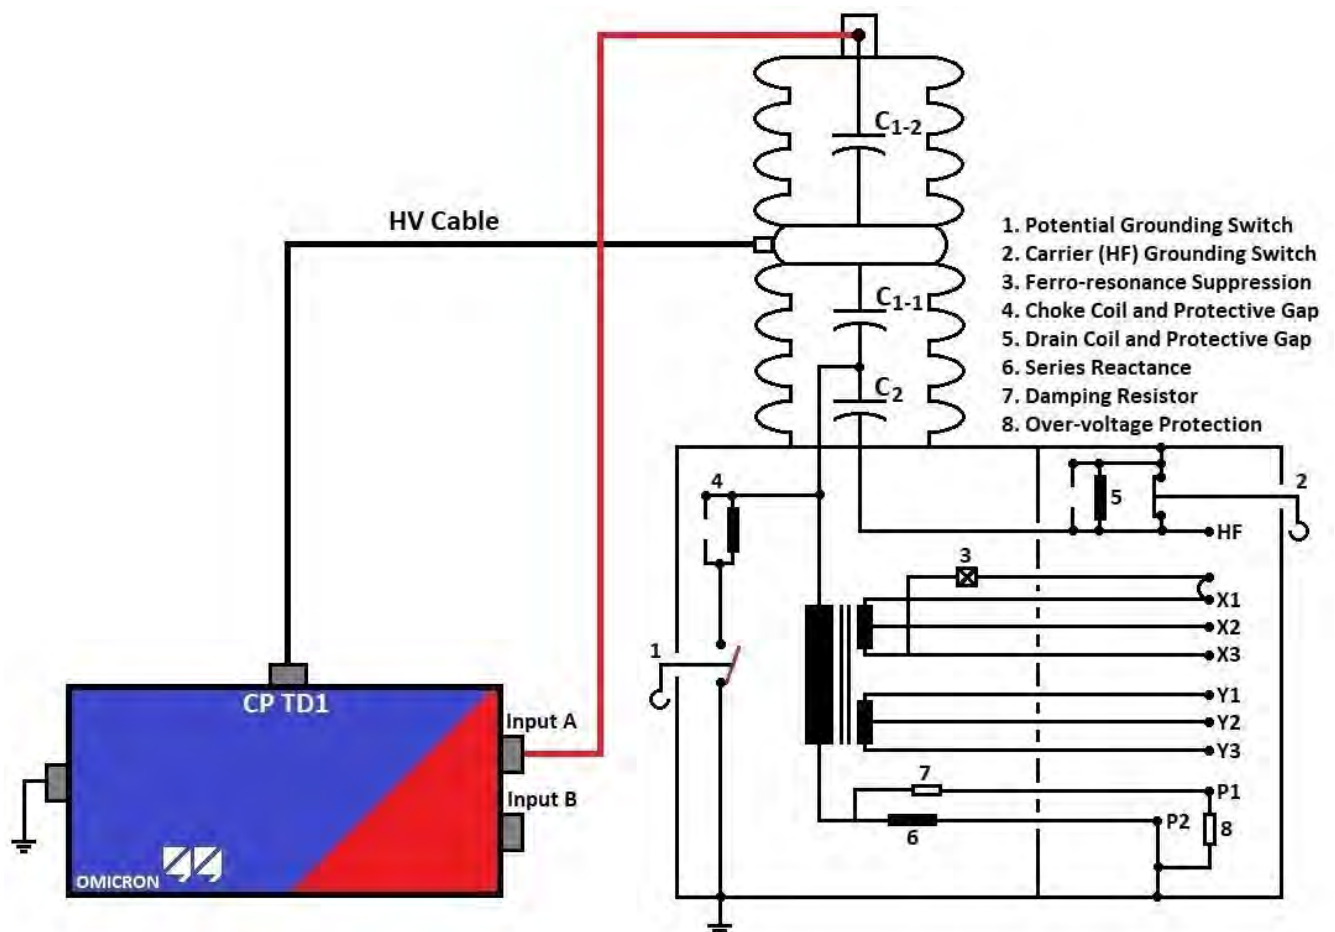 C1-2
HV Cable
1. Potential Grounding Switch
2. Carrier (HF) Grounding Switch
3. Ferro-resonance Suppression
4. Choke Coil and Protective Gap
5. Drain Coil and Protective Gap
6. Series Reactance
7. Damping Resistor
8. Over-voltage Protection
C1-1
C2
4
5
2
HF
3
X1
X2
X3
1
Y1
Y2
Y3
CP TD1
Input A
Input B
7
P1
6
P2
8
OMICRON